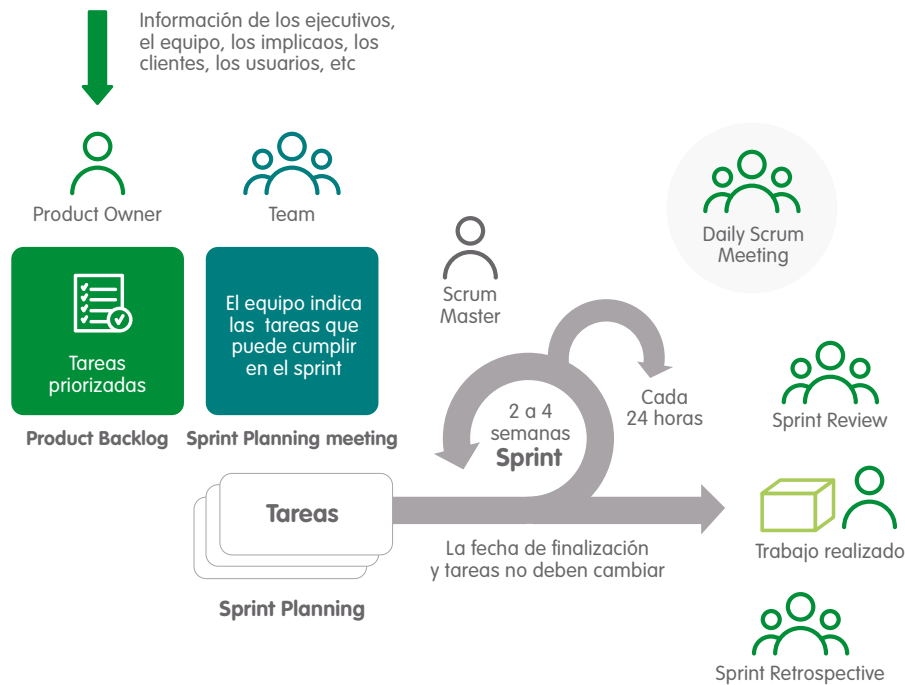 Información de los ejecutivos,
el equipo, los implicaos, los
clientes, los usuarios, etc
Product Owner
Team
Tareas
priorizadas
Product Backlog
El equipo indica
las tareas que
puede cumplir
en el sprint
Sprint Planning meeting
Tareas
Sprint Planning
Scrum
Master
2 a 4
semanas
Sprint
Cada
24 horas
La fecha de finalización
y tareas no deben cambiar
Daily Scrum
Meeting
Sprint Review
Trabajo realizado
Sprint Retrospective